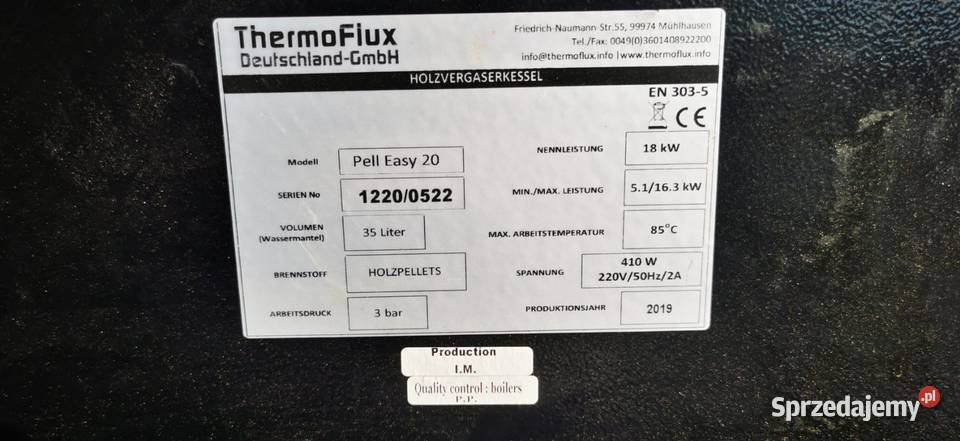 ThermoFlux
Deutschland-GmbH
Friedrich-Naumann-Str.55, 99974 Mühlhausen
Tel./Fax: 0049(0)3601408922200
info@thermoflux.info |www.thermoflux.info
HOLZVERGASERKESSEL
EN 303-5
CE
Modell Pell Easy 20
SERIEN No 1220/0522
VOLUMEN
(Wassermantel) 35 Liter
BRENNSTOFF HOLZPELLETS
ARBEITSDRUCK 3 bar
NENNLEISTUNG 18 kW
MIN./MAX. LEISTUNG 5.1/16.3 kW
MAX. ARBEITSTEMPERATUR 85°C
SPANNUNG 410 W
220V/50Hz/2A
PRODUKTIONSJAHR 2019
Production
I.M.
Quality control : boilers
P.P.
Sprzedajemy.pl